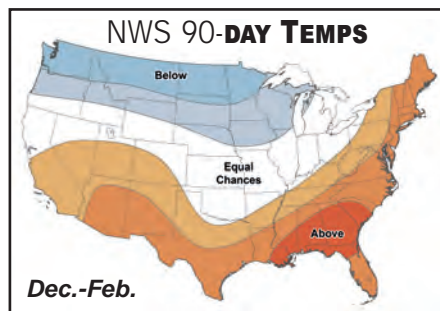 NWS 90-DAY TEMPS
Below
Equal
Chances
Above
Dec.-Feb.